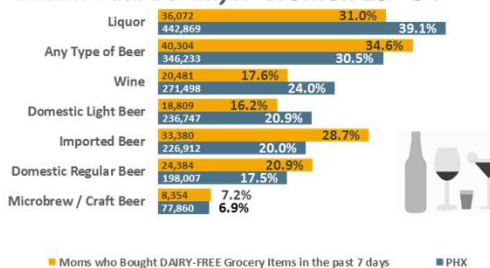 Liquor 36,072 31.0%
442,869 39.1%
Any Type of Beer 40,304 34.6%
346,233 30.5%
Wine 20,481 17.6%
271,498 24.0%
Domestic Light Beer 18,809 16.2%
236,747 20.9%
Imported Beer 33,380 28.7%
226,912 20.0%
Domestic Regular Beer 24,384 20.9%
198,007 17.5%
Microbrew / Craft Beer 8,354 7.2%
77,860 6.9%
Moms who Bought DAIRY-FREE Grocery Items in the past 7 days PHX